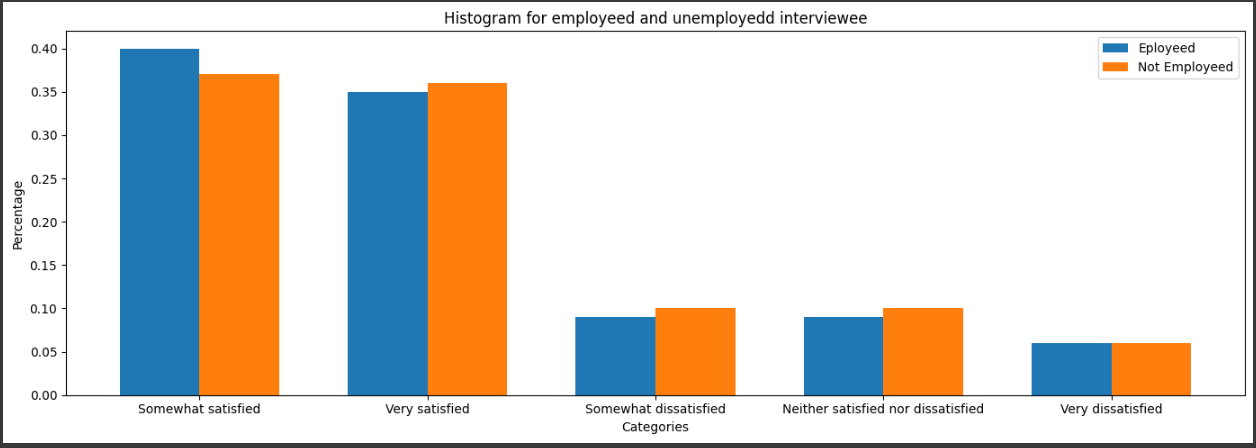 Histogram for employeed and unemployedd interviewee
Eployeed
Not Employeed
Percentage
0.40
0.35
0.30
0.25
0.20
0.15
0.10
0.05
0.00
Somewhat satisfied
Very satisfied
Somewhat dissatisfied
Neither satisfied nor dissatisfied
Very dissatisfied
Categories